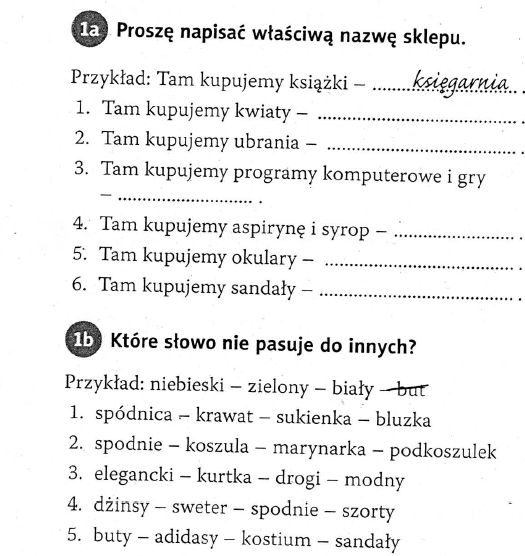 1a Proszę napisać właściwą nazwę sklepu.
Przykład: Tam kupujemy książki – .......księgarnia.. .
1. Tam kupujemy kwiaty – ................................... .
2. Tam kupujemy ubrania – ................................. .
3. Tam kupujemy programy komputerowe i gry
– ........................... .
4. Tam kupujemy aspirynę i syrop – ..................... .
5. Tam kupujemy okulary – ................................. .
6. Tam kupujemy sandały – .................................. .
1b Które słowo nie pasuje do innych?
Przykład: niebieski – zielony – biały – but
1. spódnica – krawat – sukienka – bluzka
2. spodnie – koszula – marynarka – podkoszulek
3. elegancki – kurtka – drogi – modny
4. dżinsy – sweter – spodnie – szorty
5. buty – adidasy – kostium – sandały